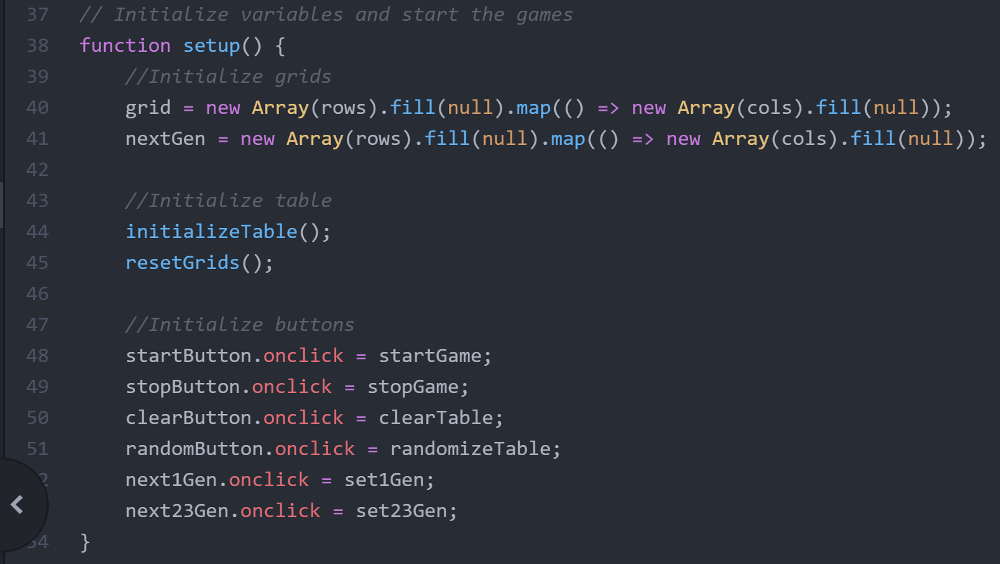 37 // Initialize variables and start the games
38 function setup() {
39     //Initialize grids
40     grid = new Array(rows).fill(null).map(() => new Array(cols).fill(null));
41     nextGen = new Array(rows).fill(null).map(() => new Array(cols).fill(null));
42
43     //Initialize table
44     initializeTable();
45     resetGrids();
46
47     //Initialize buttons
48     startButton.onclick = startGame;
49     stopButton.onclick = stopGame;
50     clearButton.onclick = clearTable;
51     randomButton.onclick = randomizeTable;
2     next1Gen.onclick = set1Gen;
    next23Gen.onclick = set23Gen;
54 }